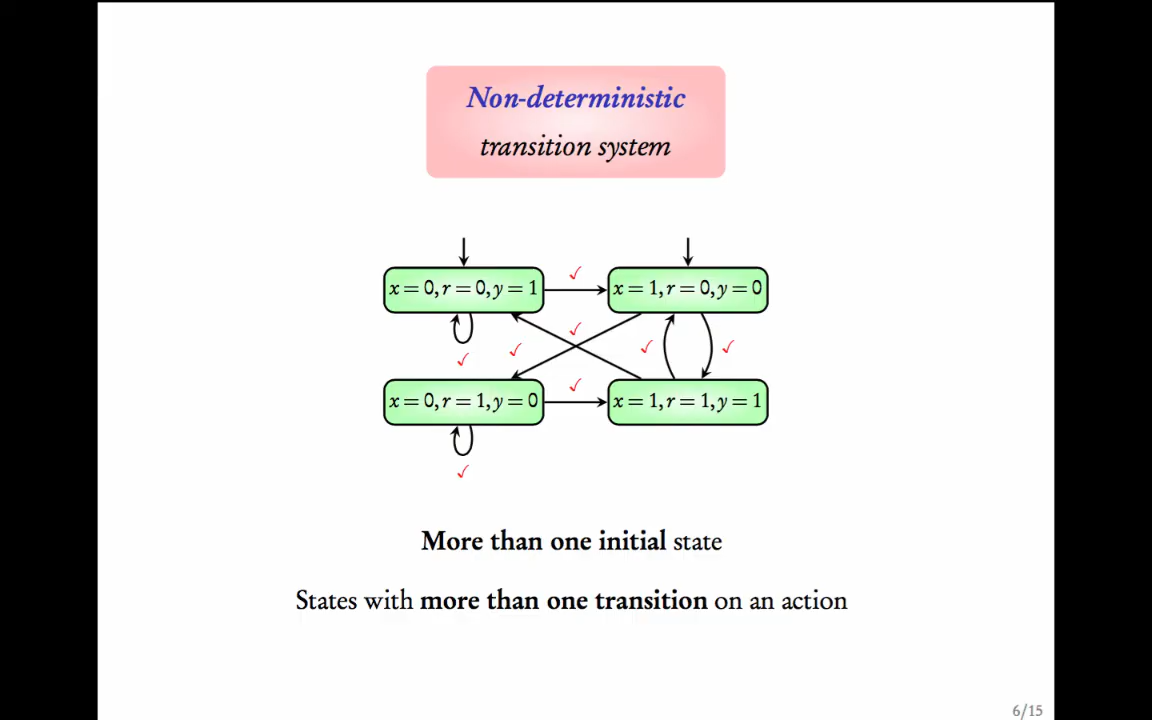 Non-deterministic
transition system
✓
x = 0, r = 0, y = 1
x = 1, r = 0, y = 0
✓
✓
✓
✓
✓
✓
✓
x = 0, r = 1, y = 0
x = 1, r = 1, y = 1
✓
More than one initial state
States with more than one transition on an action
6/15